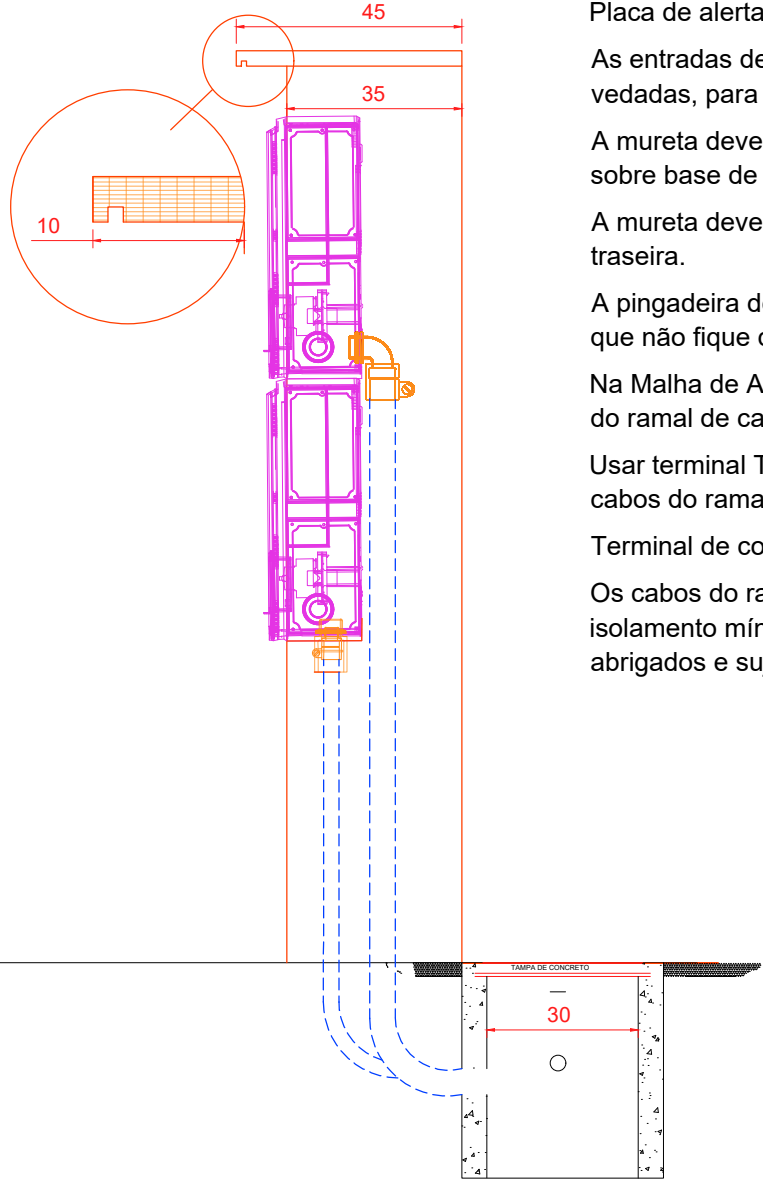 45
Placa de alerta
As entradas de
vedadas, para
35
A mureta deve
sobre base de
A mureta deve
traseira.
10
A pingadeira d
que não fique
Na Malha de A
do ramal de ca
Usar terminal T
cabos do rama
Terminal de co
Os cabos do ra
isolamento mín
abrigados e su
TAMPA DE CONCRETO
30